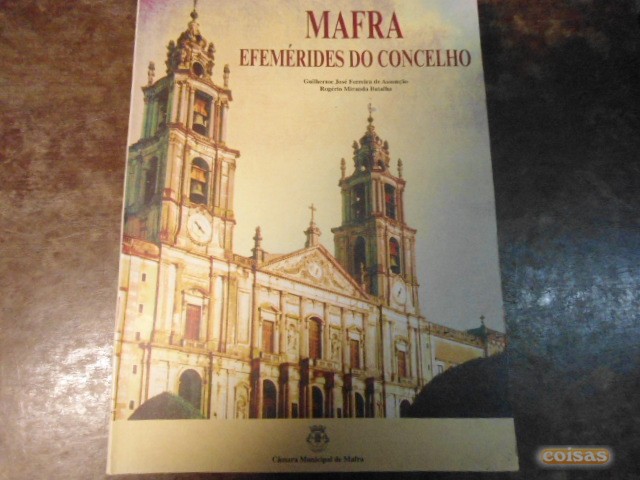 MAFRA
EFEMÉRIDES DO CONCELHO
Guilherme José Ferreira de Assunção
Rogério Miranda Batalha
Câmara Municipal de Mafra
coisas